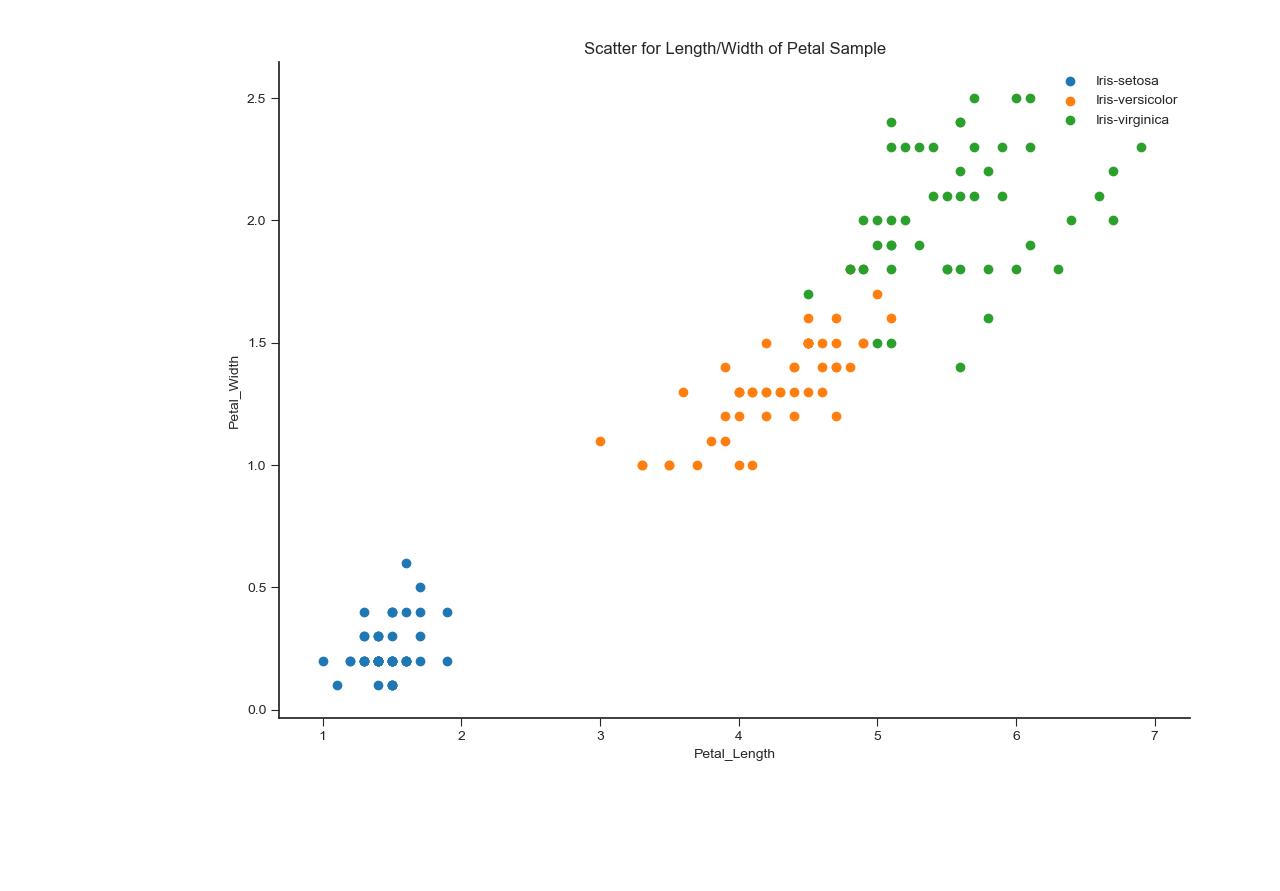 Scatter for Length/Width of Petal Sample
Iris-setosa
Iris-versicolor
Iris-virginica
2.5
2.0
1.5
1.0
0.5
0.0
Petal_Width
1 2 3 4 5 6 7
Petal_Length